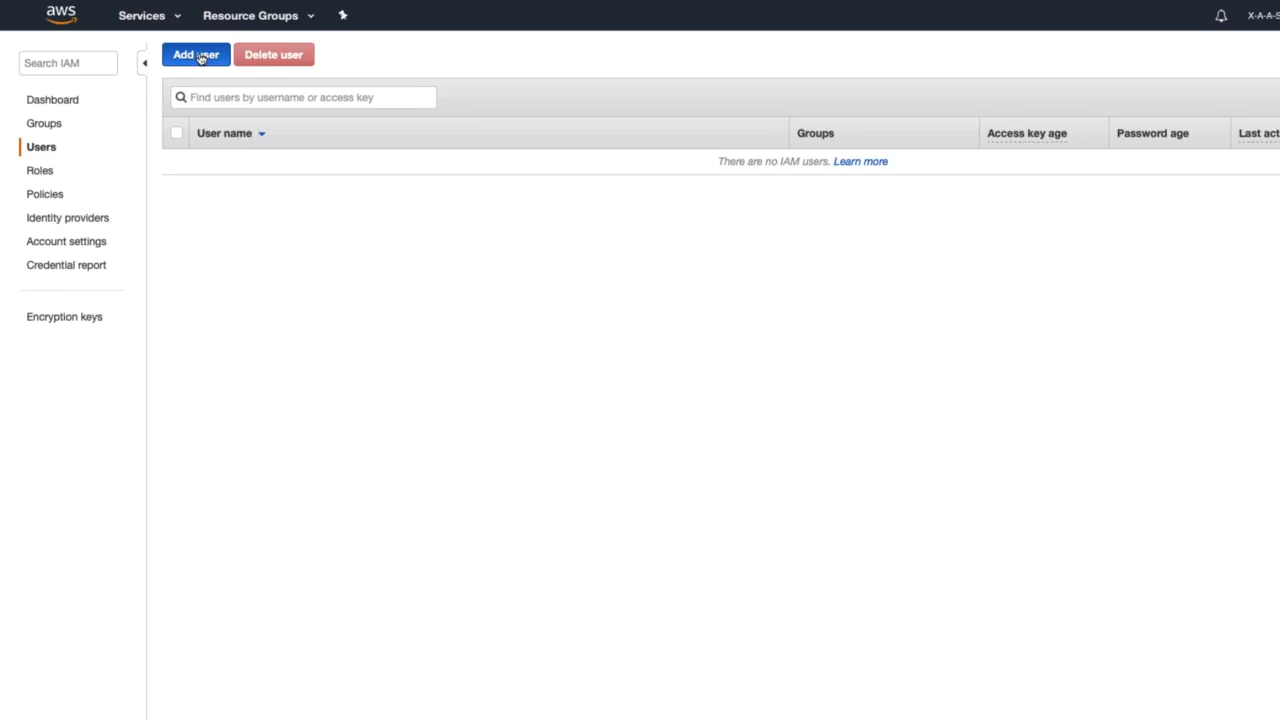 aws Services Resource Groups X-A-A-S
Search IAM
Dashboard
Groups
Users
Roles
Policies
Identity providers
Account settings
Credential report
Encryption keys
Add user Delete user
Find users by username or access key
User name Groups Access key age Password age Last act
There are no IAM users. Learn more